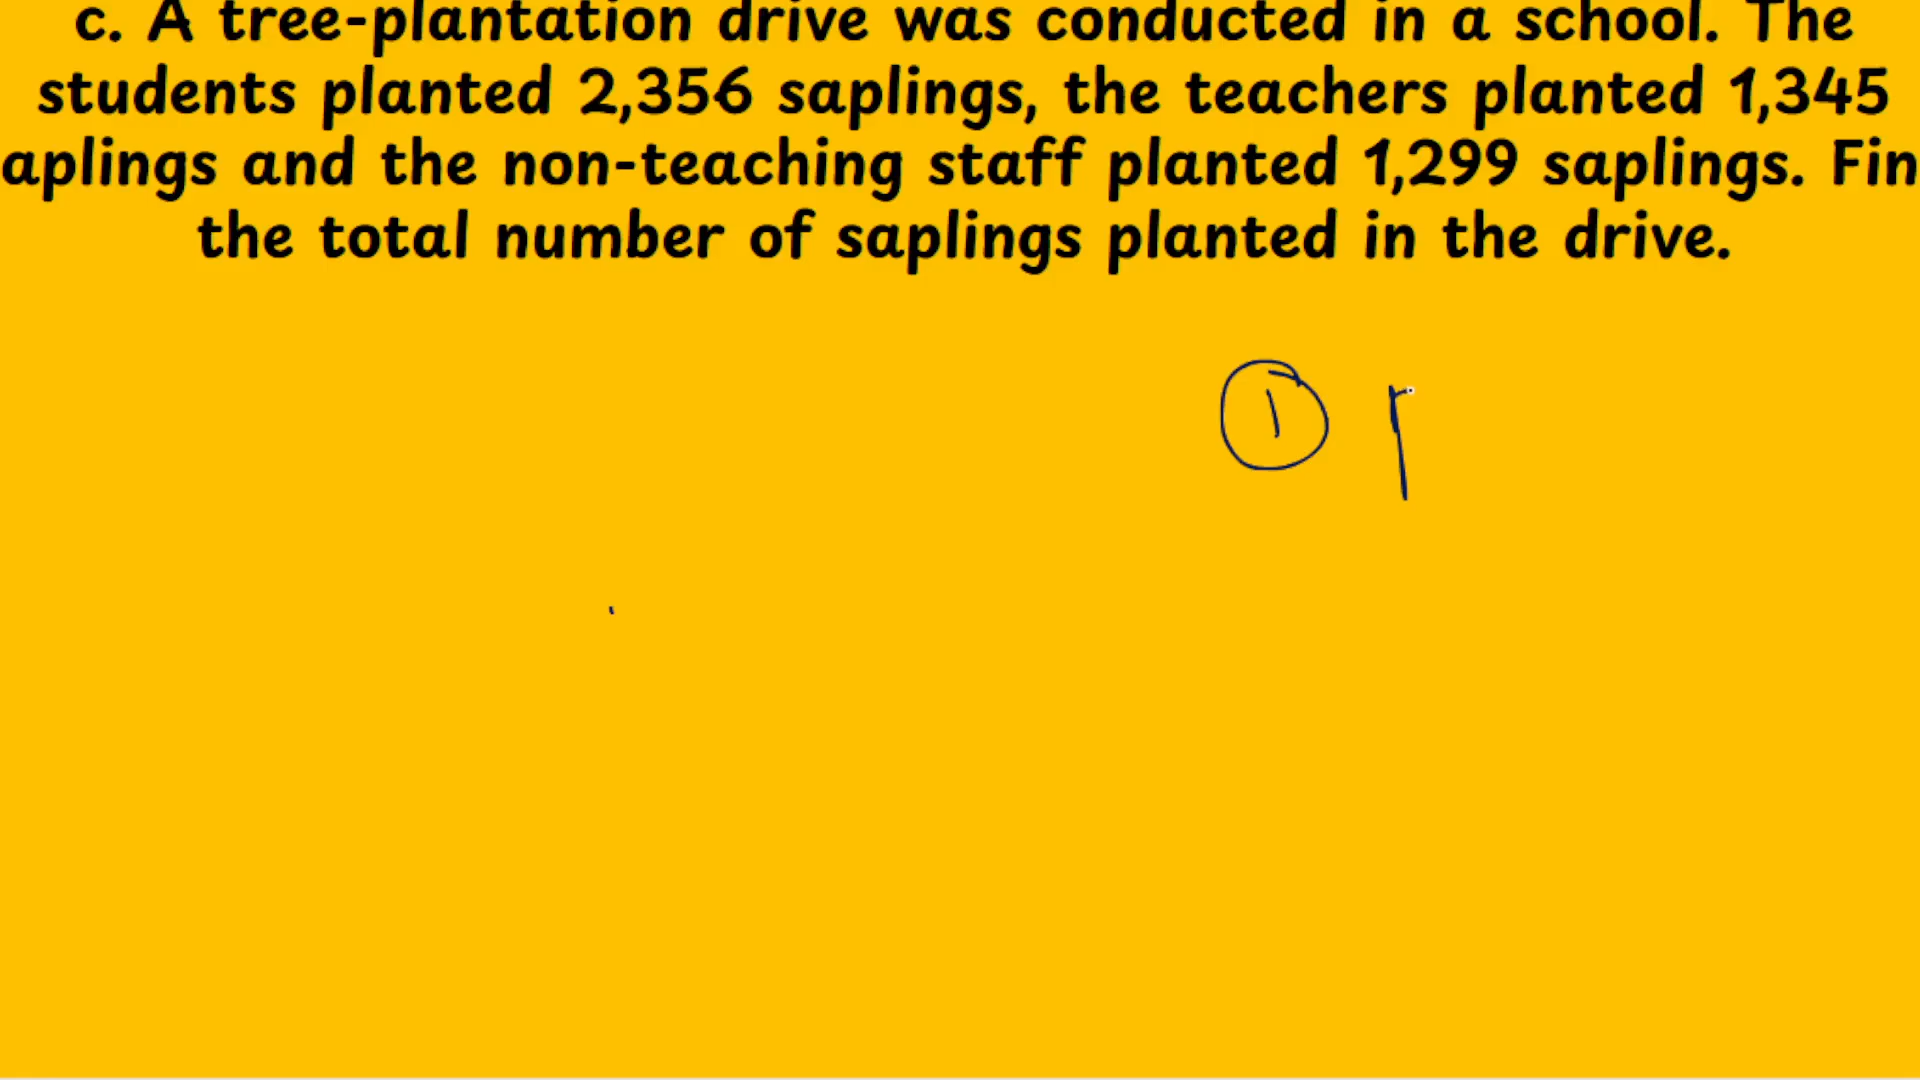 c. A tree-plantation drive was conducted in a school. The
students planted 2,356 saplings, the teachers planted 1,345
aplings and the non-teaching staff planted 1,299 saplings. Fin
the total number of saplings planted in the drive.
1